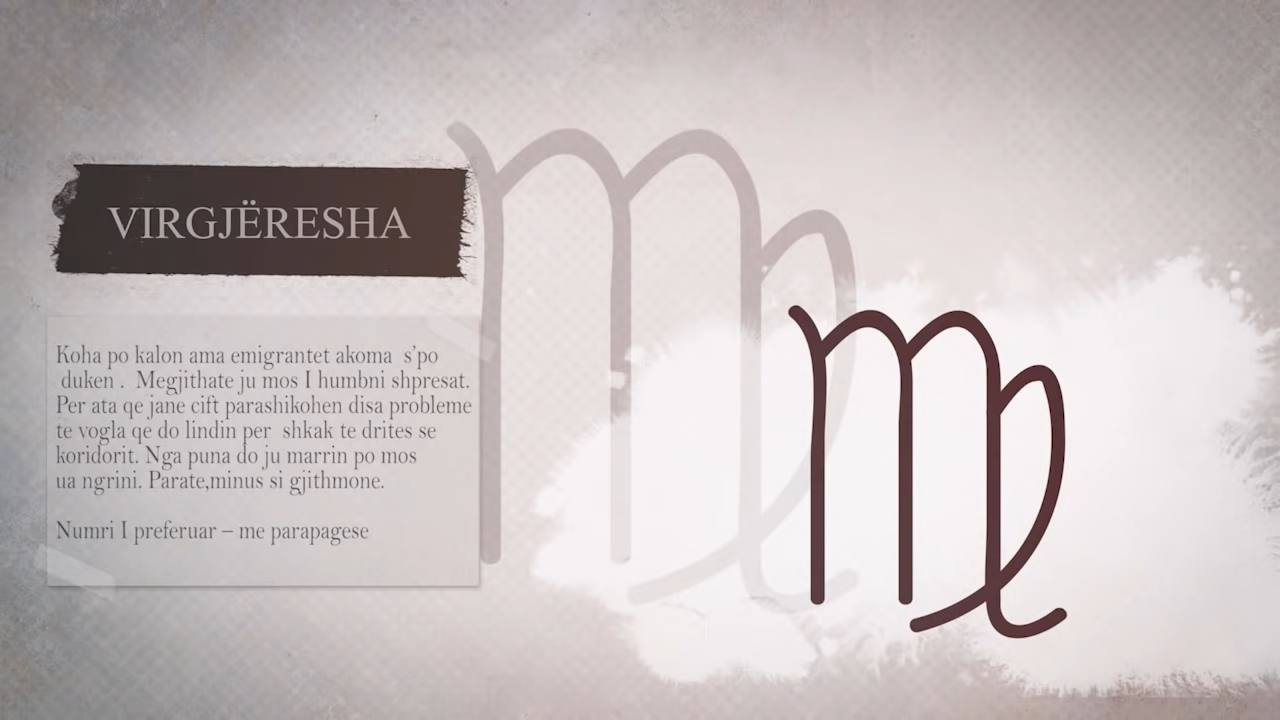 VIRGJËRESHA
Koha po kalon ama emigrantet akoma s'po
duken . Megjithate ju mos I humbni shpresat.
Per ata qe jane cift parashikohen disa probleme
te vogla qe do lindin per shkak te drites se
koridorit. Nga puna do ju marrin po mos
ua ngrini. Parate,minus si gjithmone.
Numri I preferuar – me parapagese